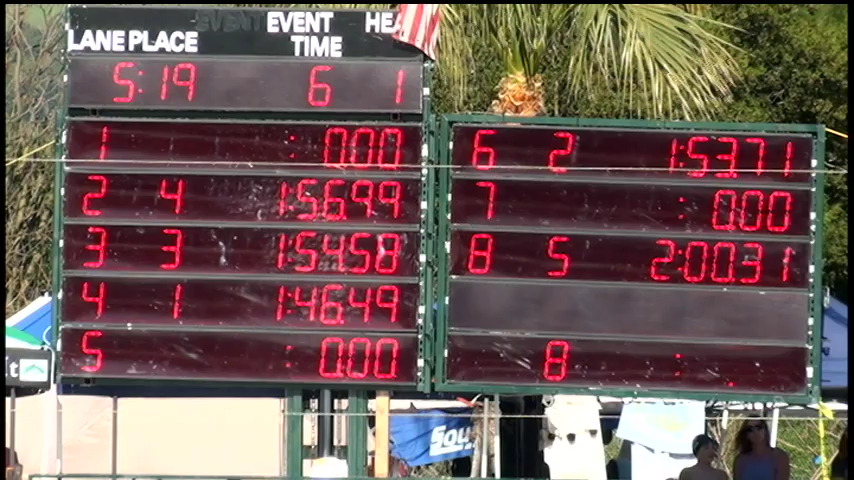 EVENT HEA
LANE PLACE TIME
5:19 6 1
1 : 0.00
2 4 1:56.99
3 3 1:54.58
4 1 1:46.49
5 : 0.00
6 2 1:53.71
7 : 0.00
8 5 2:00.31
8 : .
t
Sou